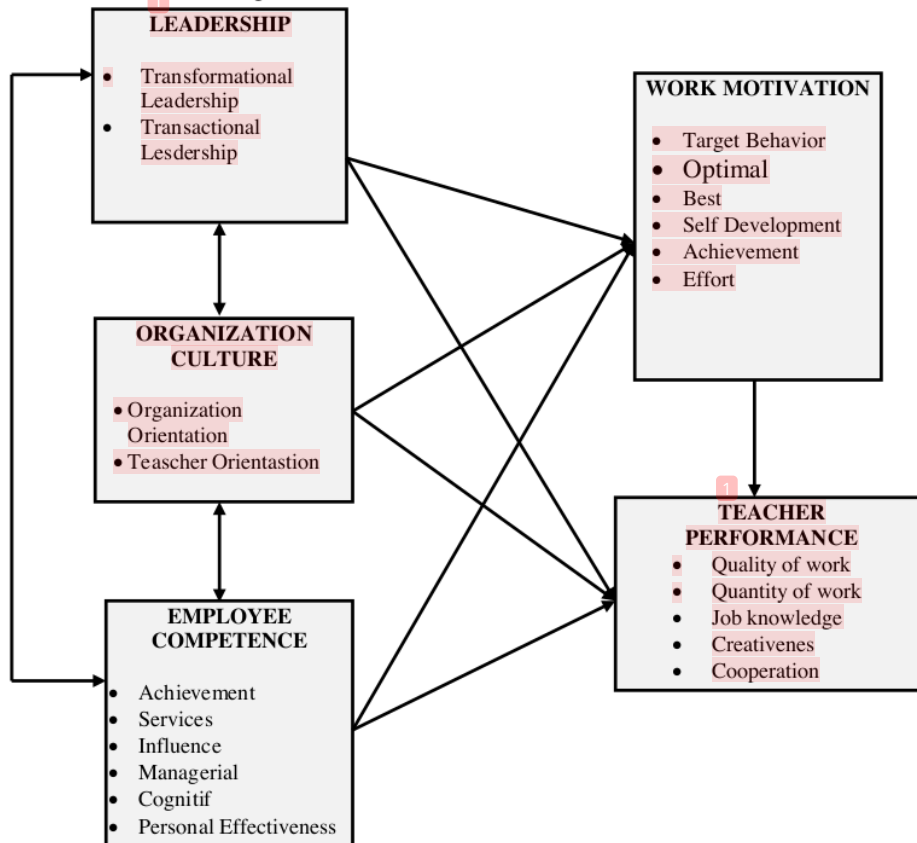 LEADERSHIP
• Transformational
Leadership
• Transactional
Lesdership
ORGANIZATION
CULTURE
• Organization
Orientation
• Teascher Orientastion
EMPLOYEE
COMPETENCE
• Achievement
• Services
• Influence
• Managerial
• Cognitif
• Personal Effectiveness
WORK MOTIVATION
• Target Behavior
• Optimal
• Best
• Self Development
• Achievement
• Effort
1
TEACHER
PERFORMANCE
• Quality of work
• Quantity of work
• Job knowledge
• Creativenes
• Cooperation